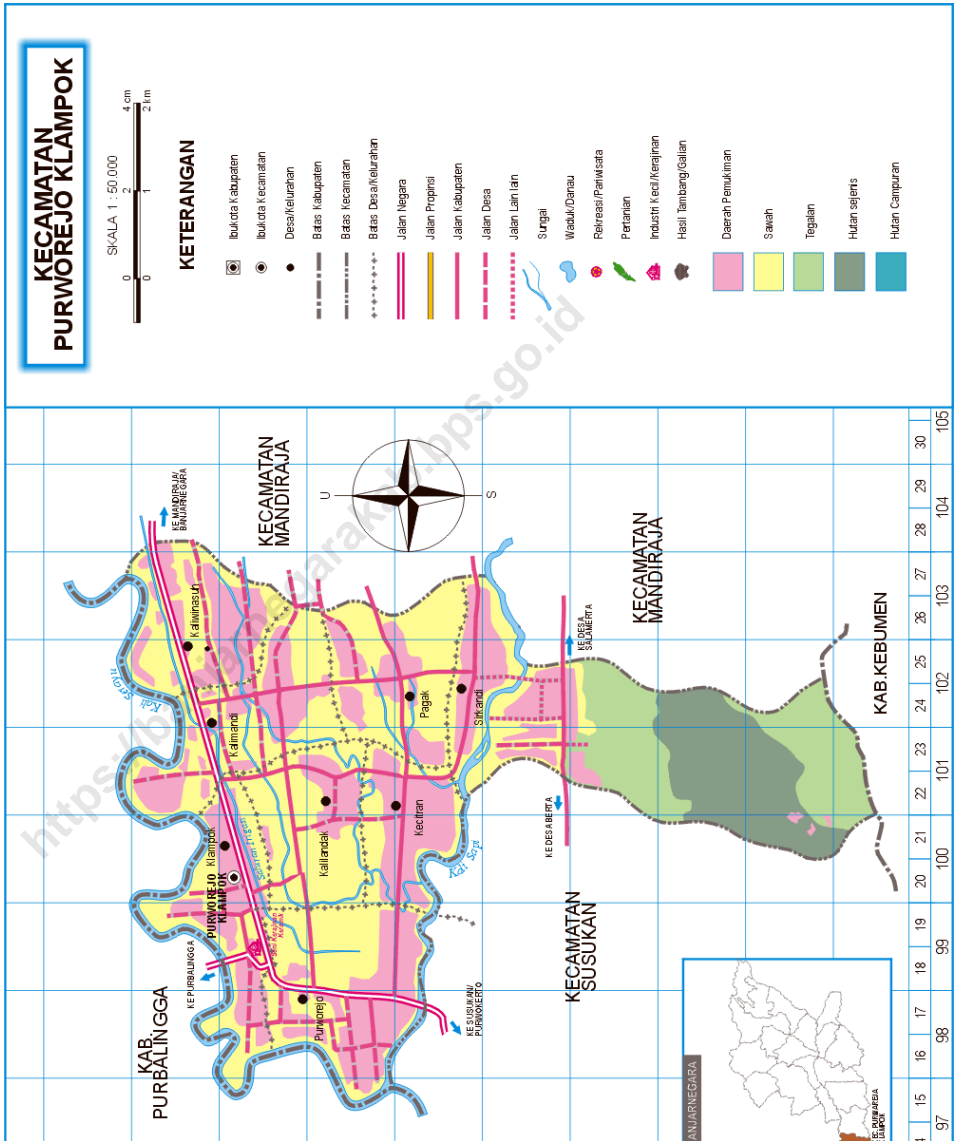 KECAMATAN
PURWOREJO KLAMPOK
SKALA 1 : 50.000
0 2 4 cm
0 1 2 km
KETERANGAN
Ibukota Kabupaten
Ibukota Kecamatan
Desa/Kelurahan
Batas Kabupaten
Batas Kecamatan
Batas Desa/Kelurahan
Jalan Negara
Jalan Propinsi
Jalan Kabupaten
Jalan Desa
Jalan Lain lain
Sungai
Waduk/Danau
Rekreasi/Pariwisata
Pertanian
Industri Kecil/Kerajinan
Hasil Tambang/Galian
Daerah Pemukiman
Sawah
Tegalan
Hutan sejenis
Hutan Campuran
KE MANDIRAJA/
BANJARNEGARA
KECAMATAN
MANDIRAJA
U
S
Kali Serayu
Kaliwinasuh
Kalimandi
Klampok
PURWOREJO
KLAMPOK
Saluran Irigasi
Kalilandak
Kecitran
Pagak
Sirkandi
Kali Sapi
Purworejo
KE PURBALINGGA
KAB.
PURBALINGGA
KE SUSUKAN/
PURWOKERTO
KE DESA BERTA
KE DESA
SALAMERTA
KECAMATAN
MANDIRAJA
KECAMATAN
SUSUKAN
KAB.KEBUMEN
15 16 17 18 19 20 21 22 23 24 25 26 27 28 29 30
97 98 99 100 101 102 103 104 105
ANJARNEGARA